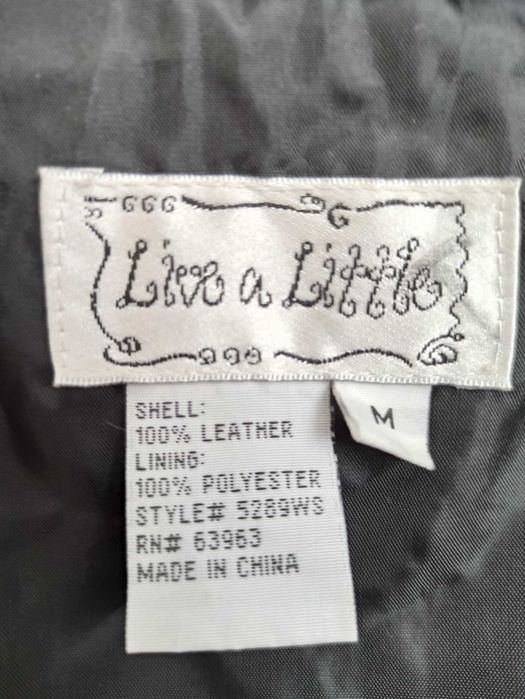 Live a Little
M
SHELL:
100% LEATHER
LINING:
100% POLYESTER
STYLE# 5289WS
RN# 63963
MADE IN CHINA